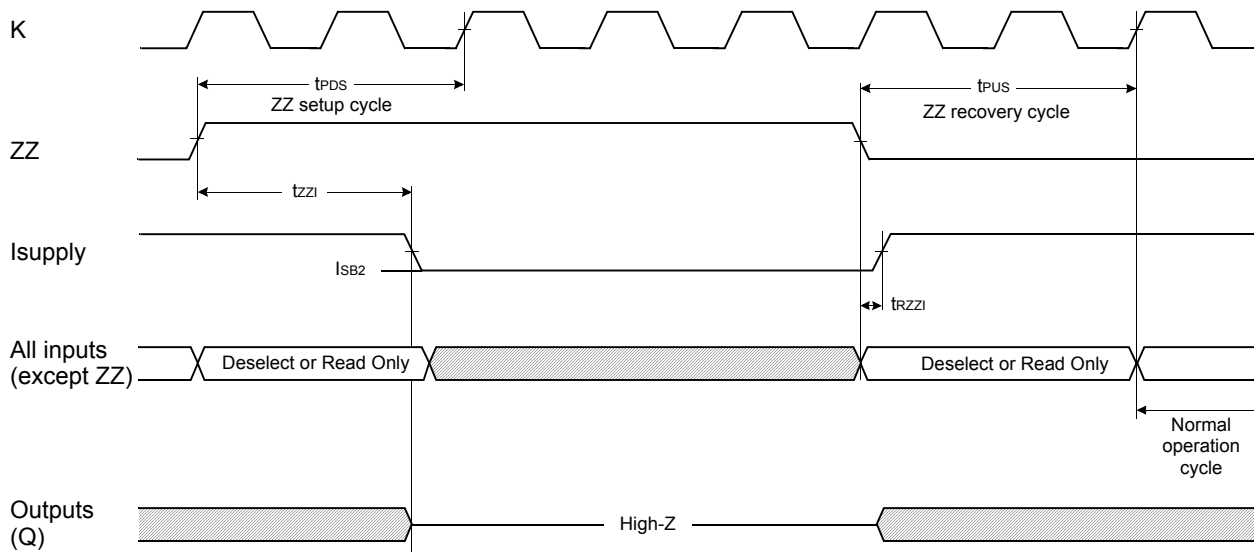 K
tPDS
ZZ setup cycle
tPUS
ZZ recovery cycle
ZZ
tZZI
Isupply
ISB2
tRZZI
All inputs
(except ZZ)
Deselect or Read Only
Deselect or Read Only
Normal
operation
cycle
Outputs
(Q)
High-Z